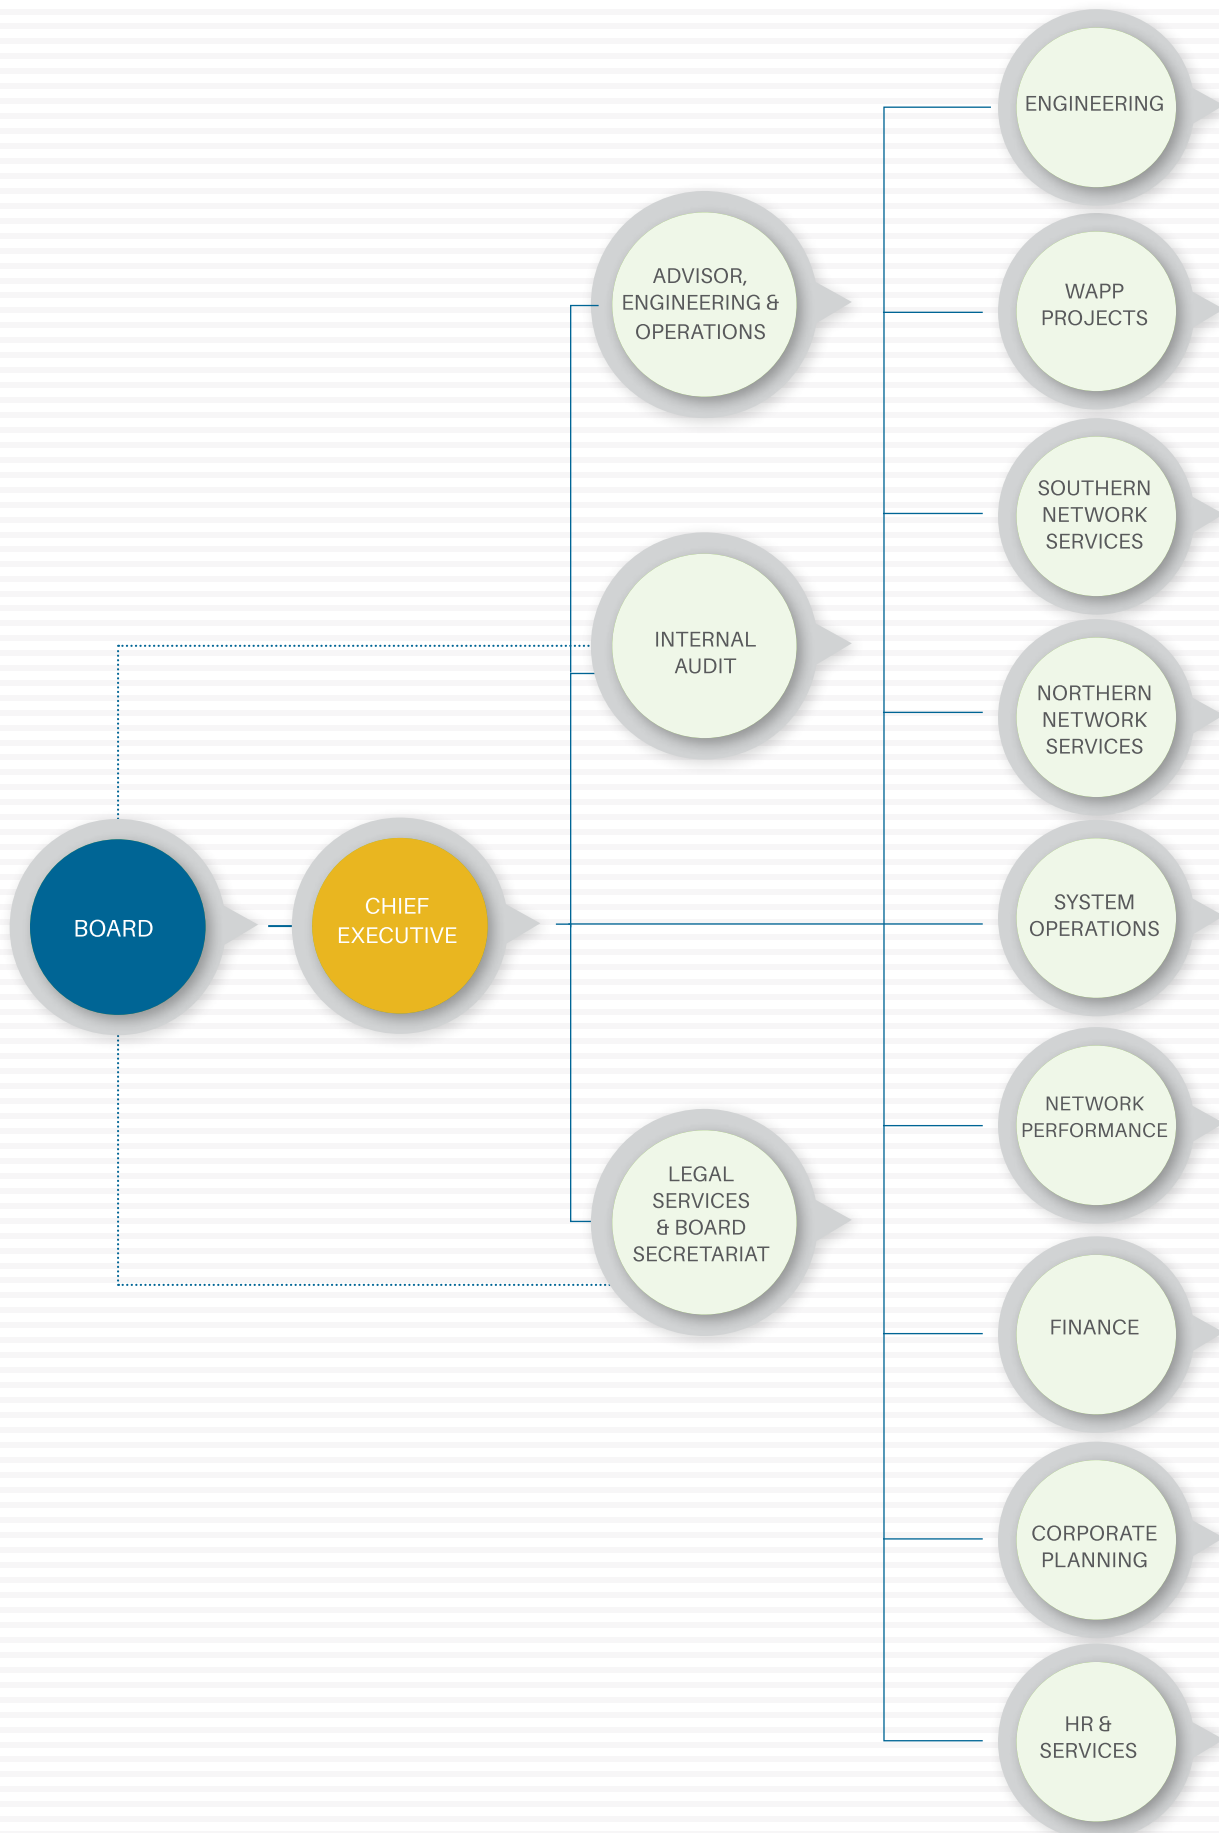 BOARD
CHIEF
EXECUTIVE
ADVISOR,
ENGINEERING &
OPERATIONS
INTERNAL
AUDIT
LEGAL
SERVICES
& BOARD
SECRETARIAT
ENGINEERING
WAPP
PROJECTS
SOUTHERN
NETWORK
SERVICES
NORTHERN
NETWORK
SERVICES
SYSTEM
OPERATIONS
NETWORK
PERFORMANCE
FINANCE
CORPORATE
PLANNING
HR &
SERVICES